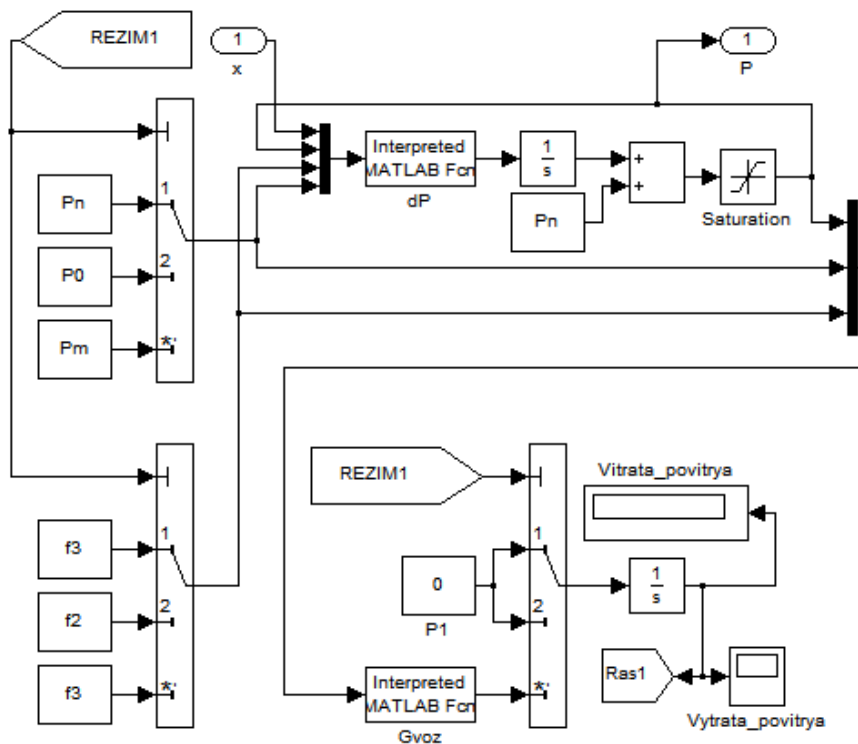 REZIM1
1
x
1
P
Interpreted
MATLAB Fcn
dP
1
s
+
+
Pn
Saturation
Pn
P0
Pm
1
2
*,
f3
f2
f3
1
2
*,
REZIM1
0
P1
1
2
*,
1
s
Vitrata_povitrya
Ras1
Vytrata_povitrya
Interpreted
MATLAB Fcn
Gvoz